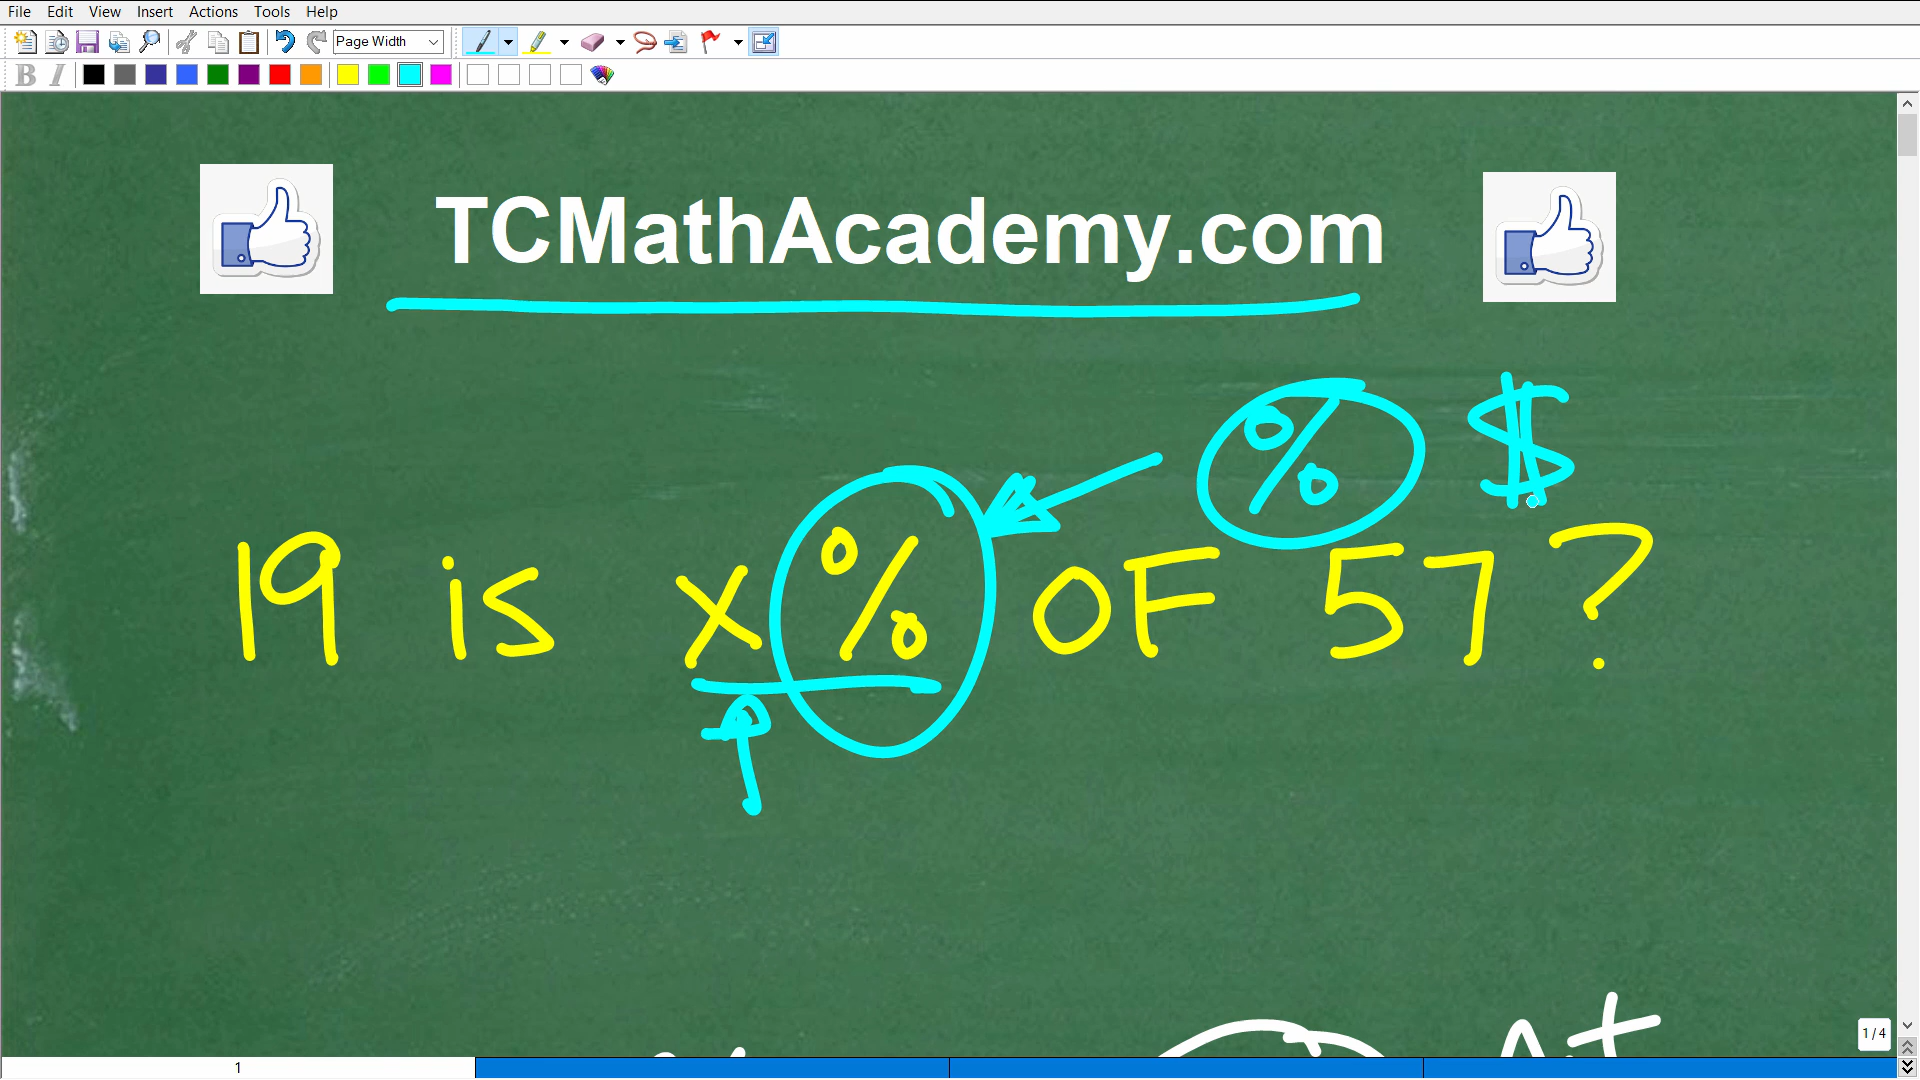 File Edit View Insert Actions Tools Help
Page Width
B I
TCMathAcademy.com
% $
19 is x% OF 57?
1 / 4
1